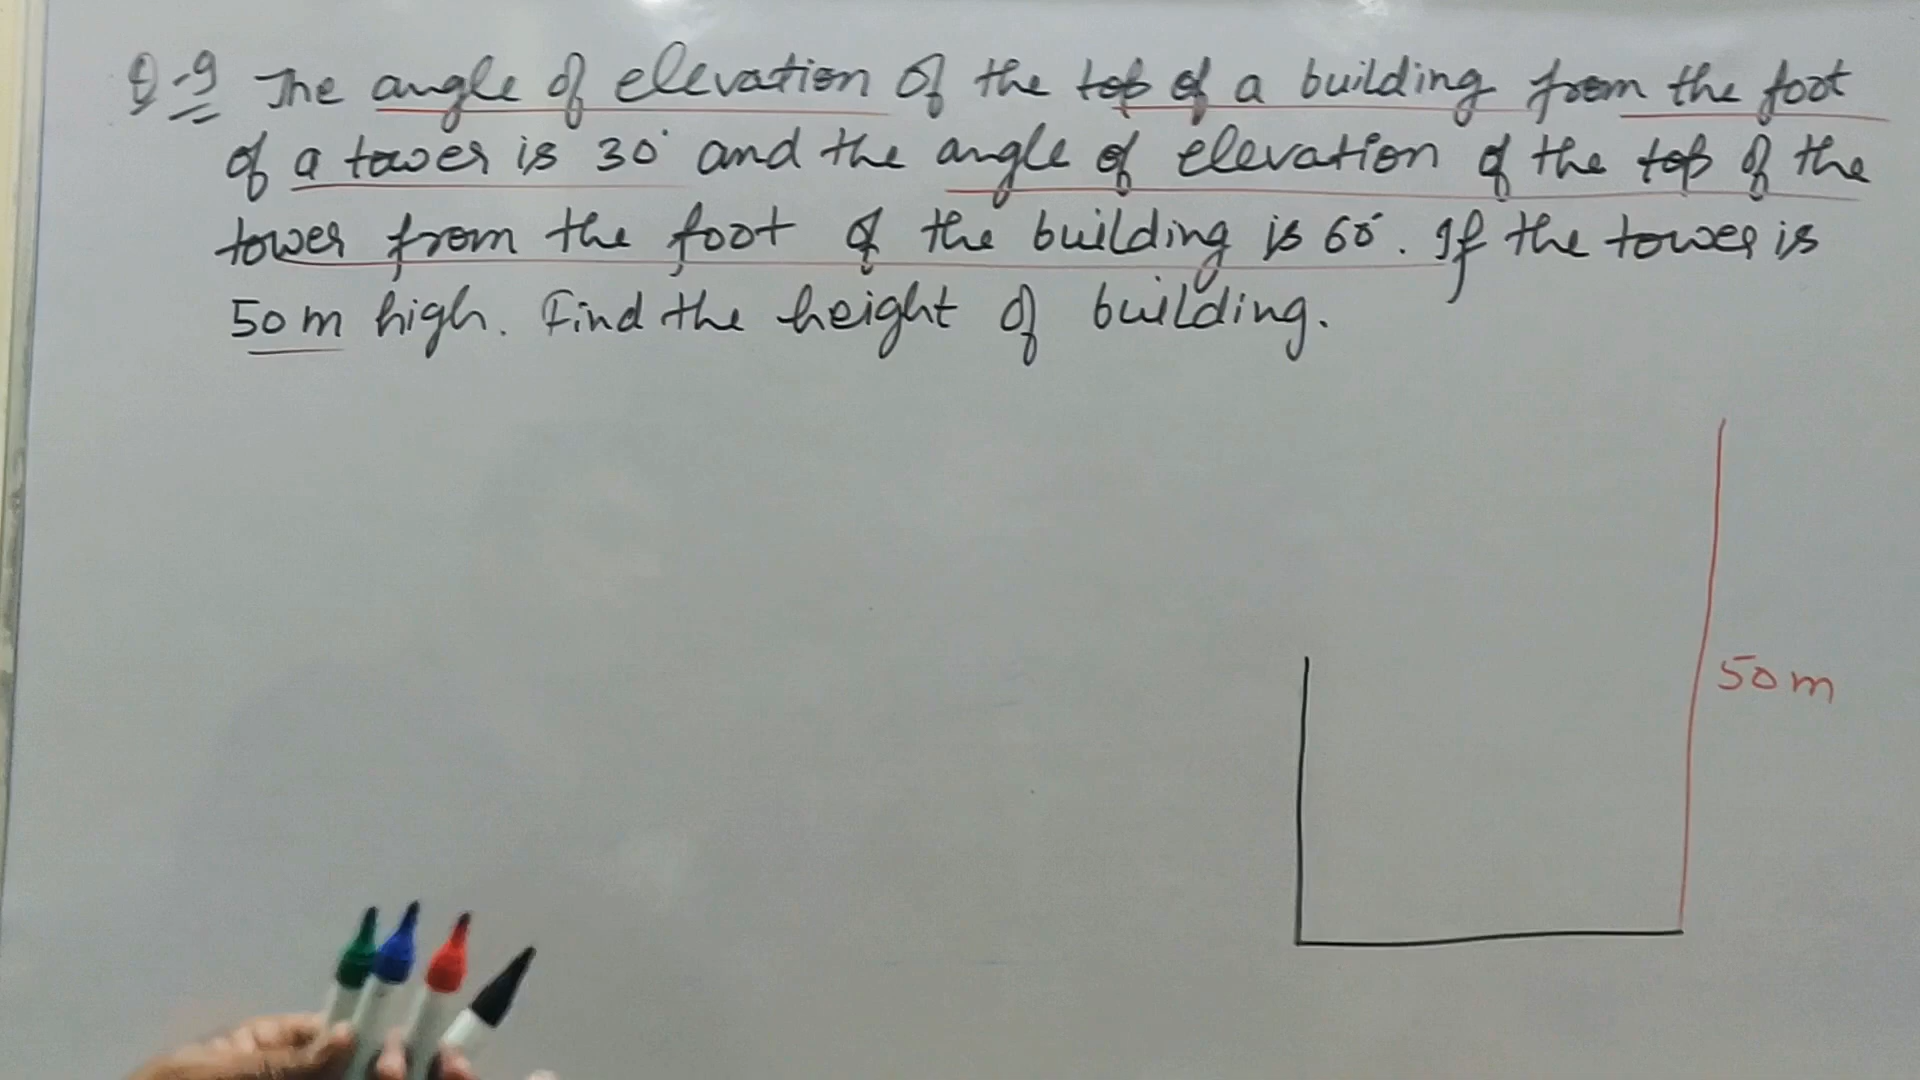 Q-9 The angle of elevation of the top of a building from the foot
of a tower is 30° and the angle of elevation of the top of the
tower from the foot of the building is 60°. If the tower is
50 m high. Find the height of building.
50m